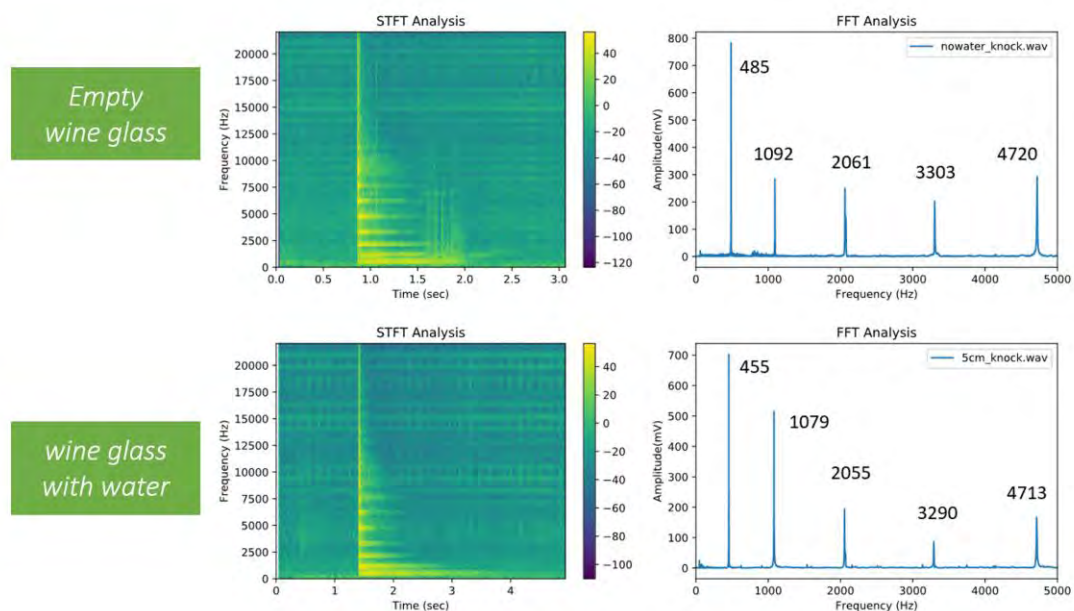 Empty
wine glass
STFT Analysis
Frequency (Hz)
20000
17500
15000
12500
10000
7500
5000
2500
0
0.0 0.5 1.0 1.5 2.0 2.5 3.0
Time (sec)
40
20
0
−20
−40
−60
−80
−100
−120
FFT Analysis
nowater_knock.wav
Amplitude(mV)
800
700
600
500
400
300
200
100
0
485
1092
2061
3303
4720
0 1000 2000 3000 4000 5000
Frequency (Hz)
wine glass
with water
STFT Analysis
Frequency (Hz)
20000
17500
15000
12500
10000
7500
5000
2500
0
0 1 2 3 4
Time (sec)
40
20
0
−20
−40
−60
−80
−100
FFT Analysis
5cm_knock.wav
Amplitude(mV)
700
600
500
400
300
200
100
0
455
1079
2055
3290
4713
0 1000 2000 3000 4000 5000
Frequency (Hz)